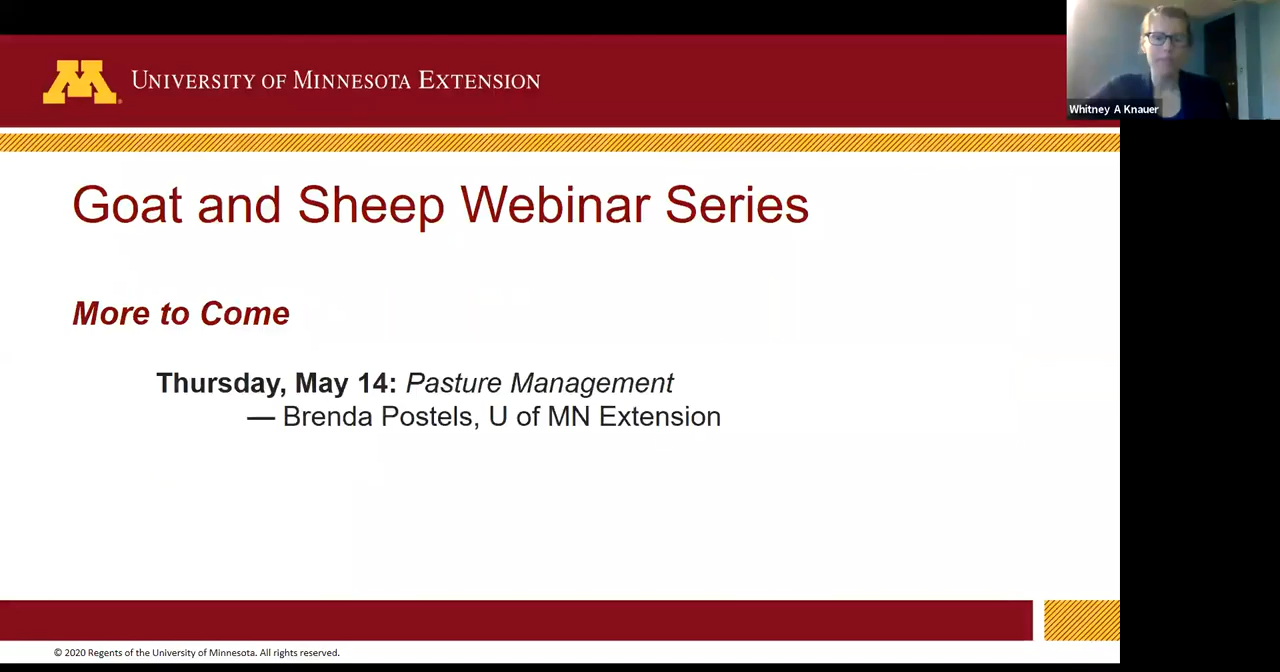 UNIVERSITY OF MINNESOTA EXTENSION
Whitney A Knauer
Goat and Sheep Webinar Series
More to Come
Thursday, May 14: Pasture Management
— Brenda Postels, U of MN Extension
© 2020 Regents of the University of Minnesota. All rights reserved.